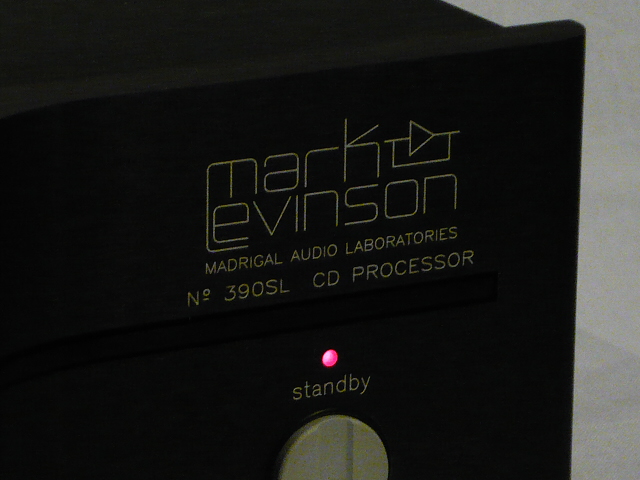 mark
Levinson
MADRIGAL AUDIO LABORATORIES
Nº 390SL CD PROCESSOR
standby